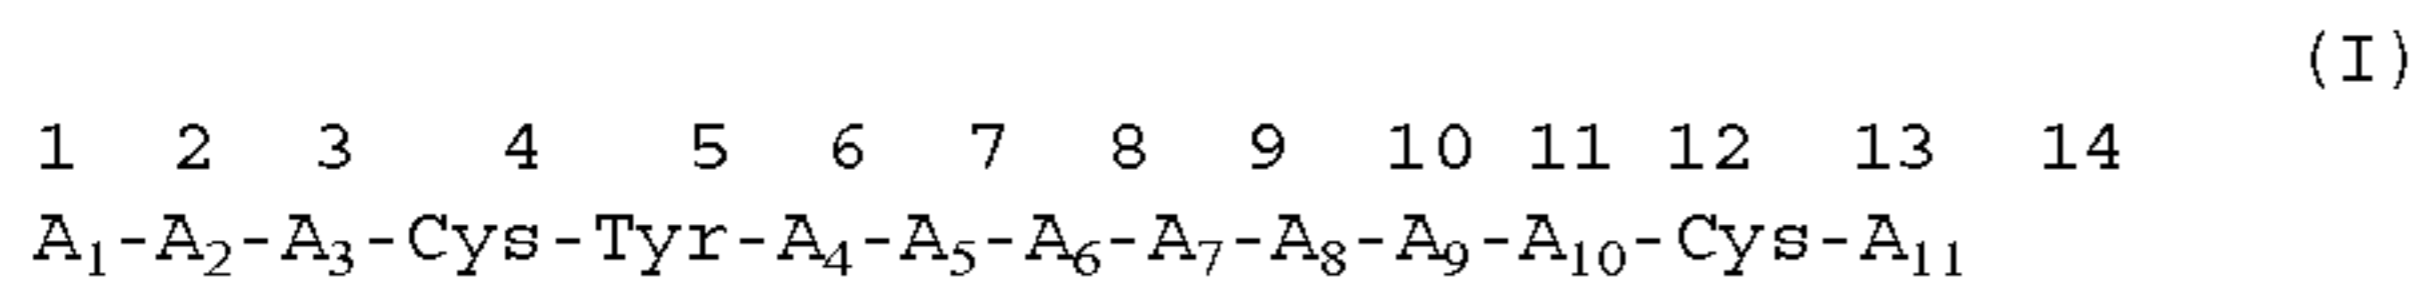 (I)
1 2 3 4 5 6 7 8 9 10 11 12 13 14
A₁-A₂-A₃-Cys-Tyr-A₄-A₅-A₆-A₇-A₈-A₉-A₁₀-Cys-A₁₁